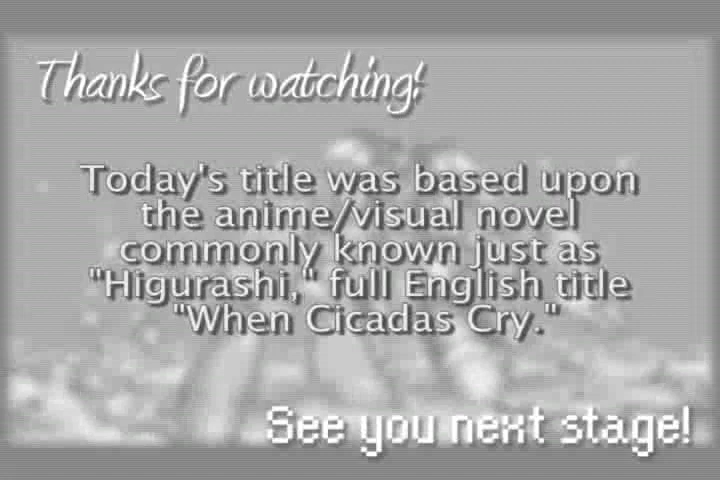 Thanks for watching!
Today's title was based upon
the anime/visual novel
commonly known just as
"Higurashi," full English title
"When Cicadas Cry."
See you next stage!